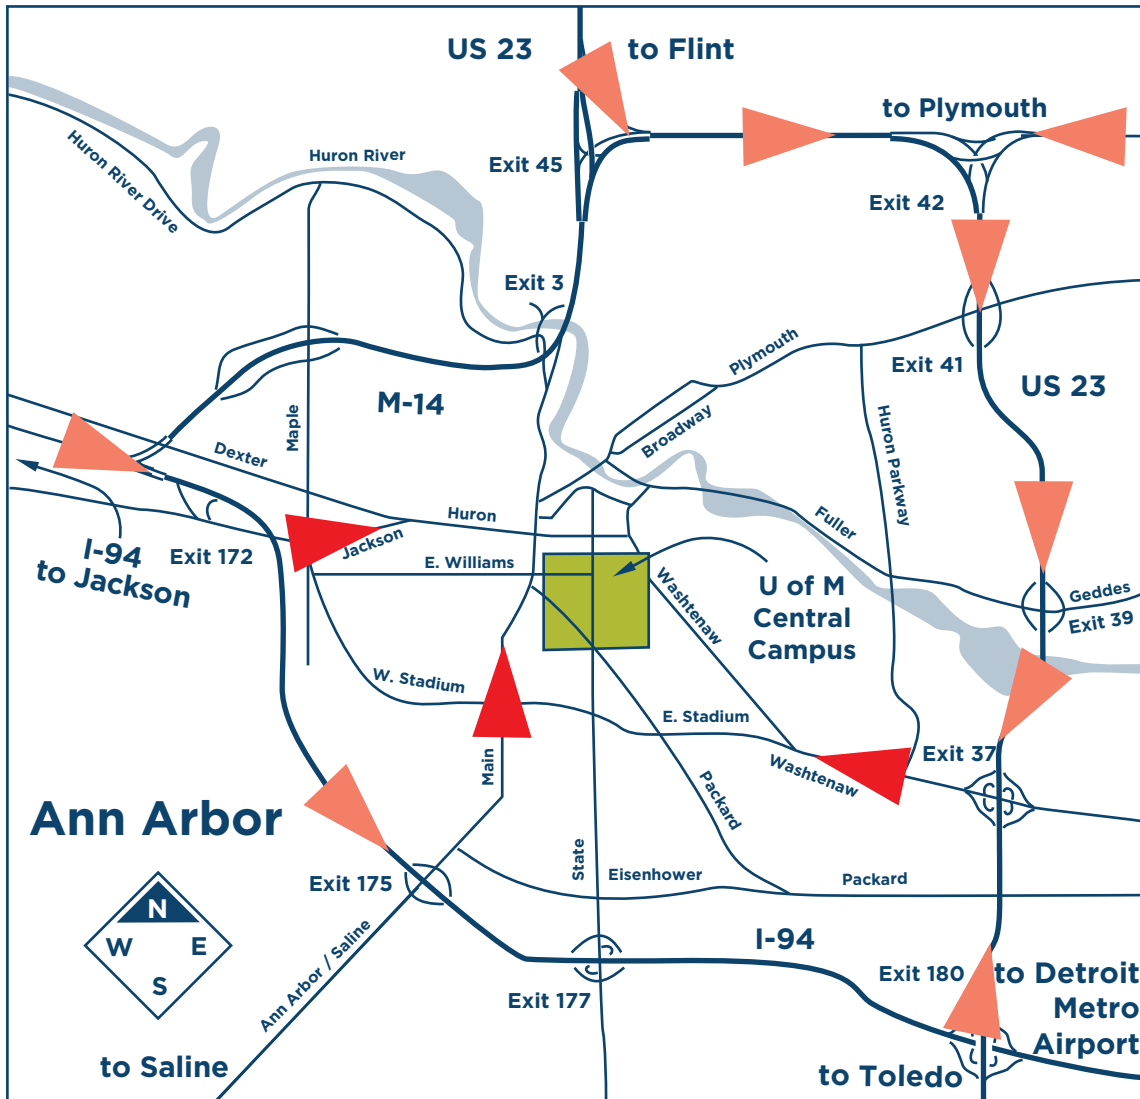 US 23
to Flint
to Plymouth
Huron River
Exit 45
Huron River Drive
Exit 42
Exit 3
Plymouth
Exit 41
US 23
M-14
Maple
Broadway
Huron Parkway
Dexter
Huron
Fuller
Jackson
Exit 172
I-94
to Jackson
E. Williams
Washtenaw
U of M
Central
Campus
Geddes
Exit 39
W. Stadium
E. Stadium
Main
Exit 37
Washtenaw
Packard
Ann Arbor
State
Exit 175
Eisenhower
Packard
N
W
E
S
I-94
Ann Arbor / Saline
Exit 177
Exit 180
to Detroit
Metro
Airport
to Saline
to Toledo